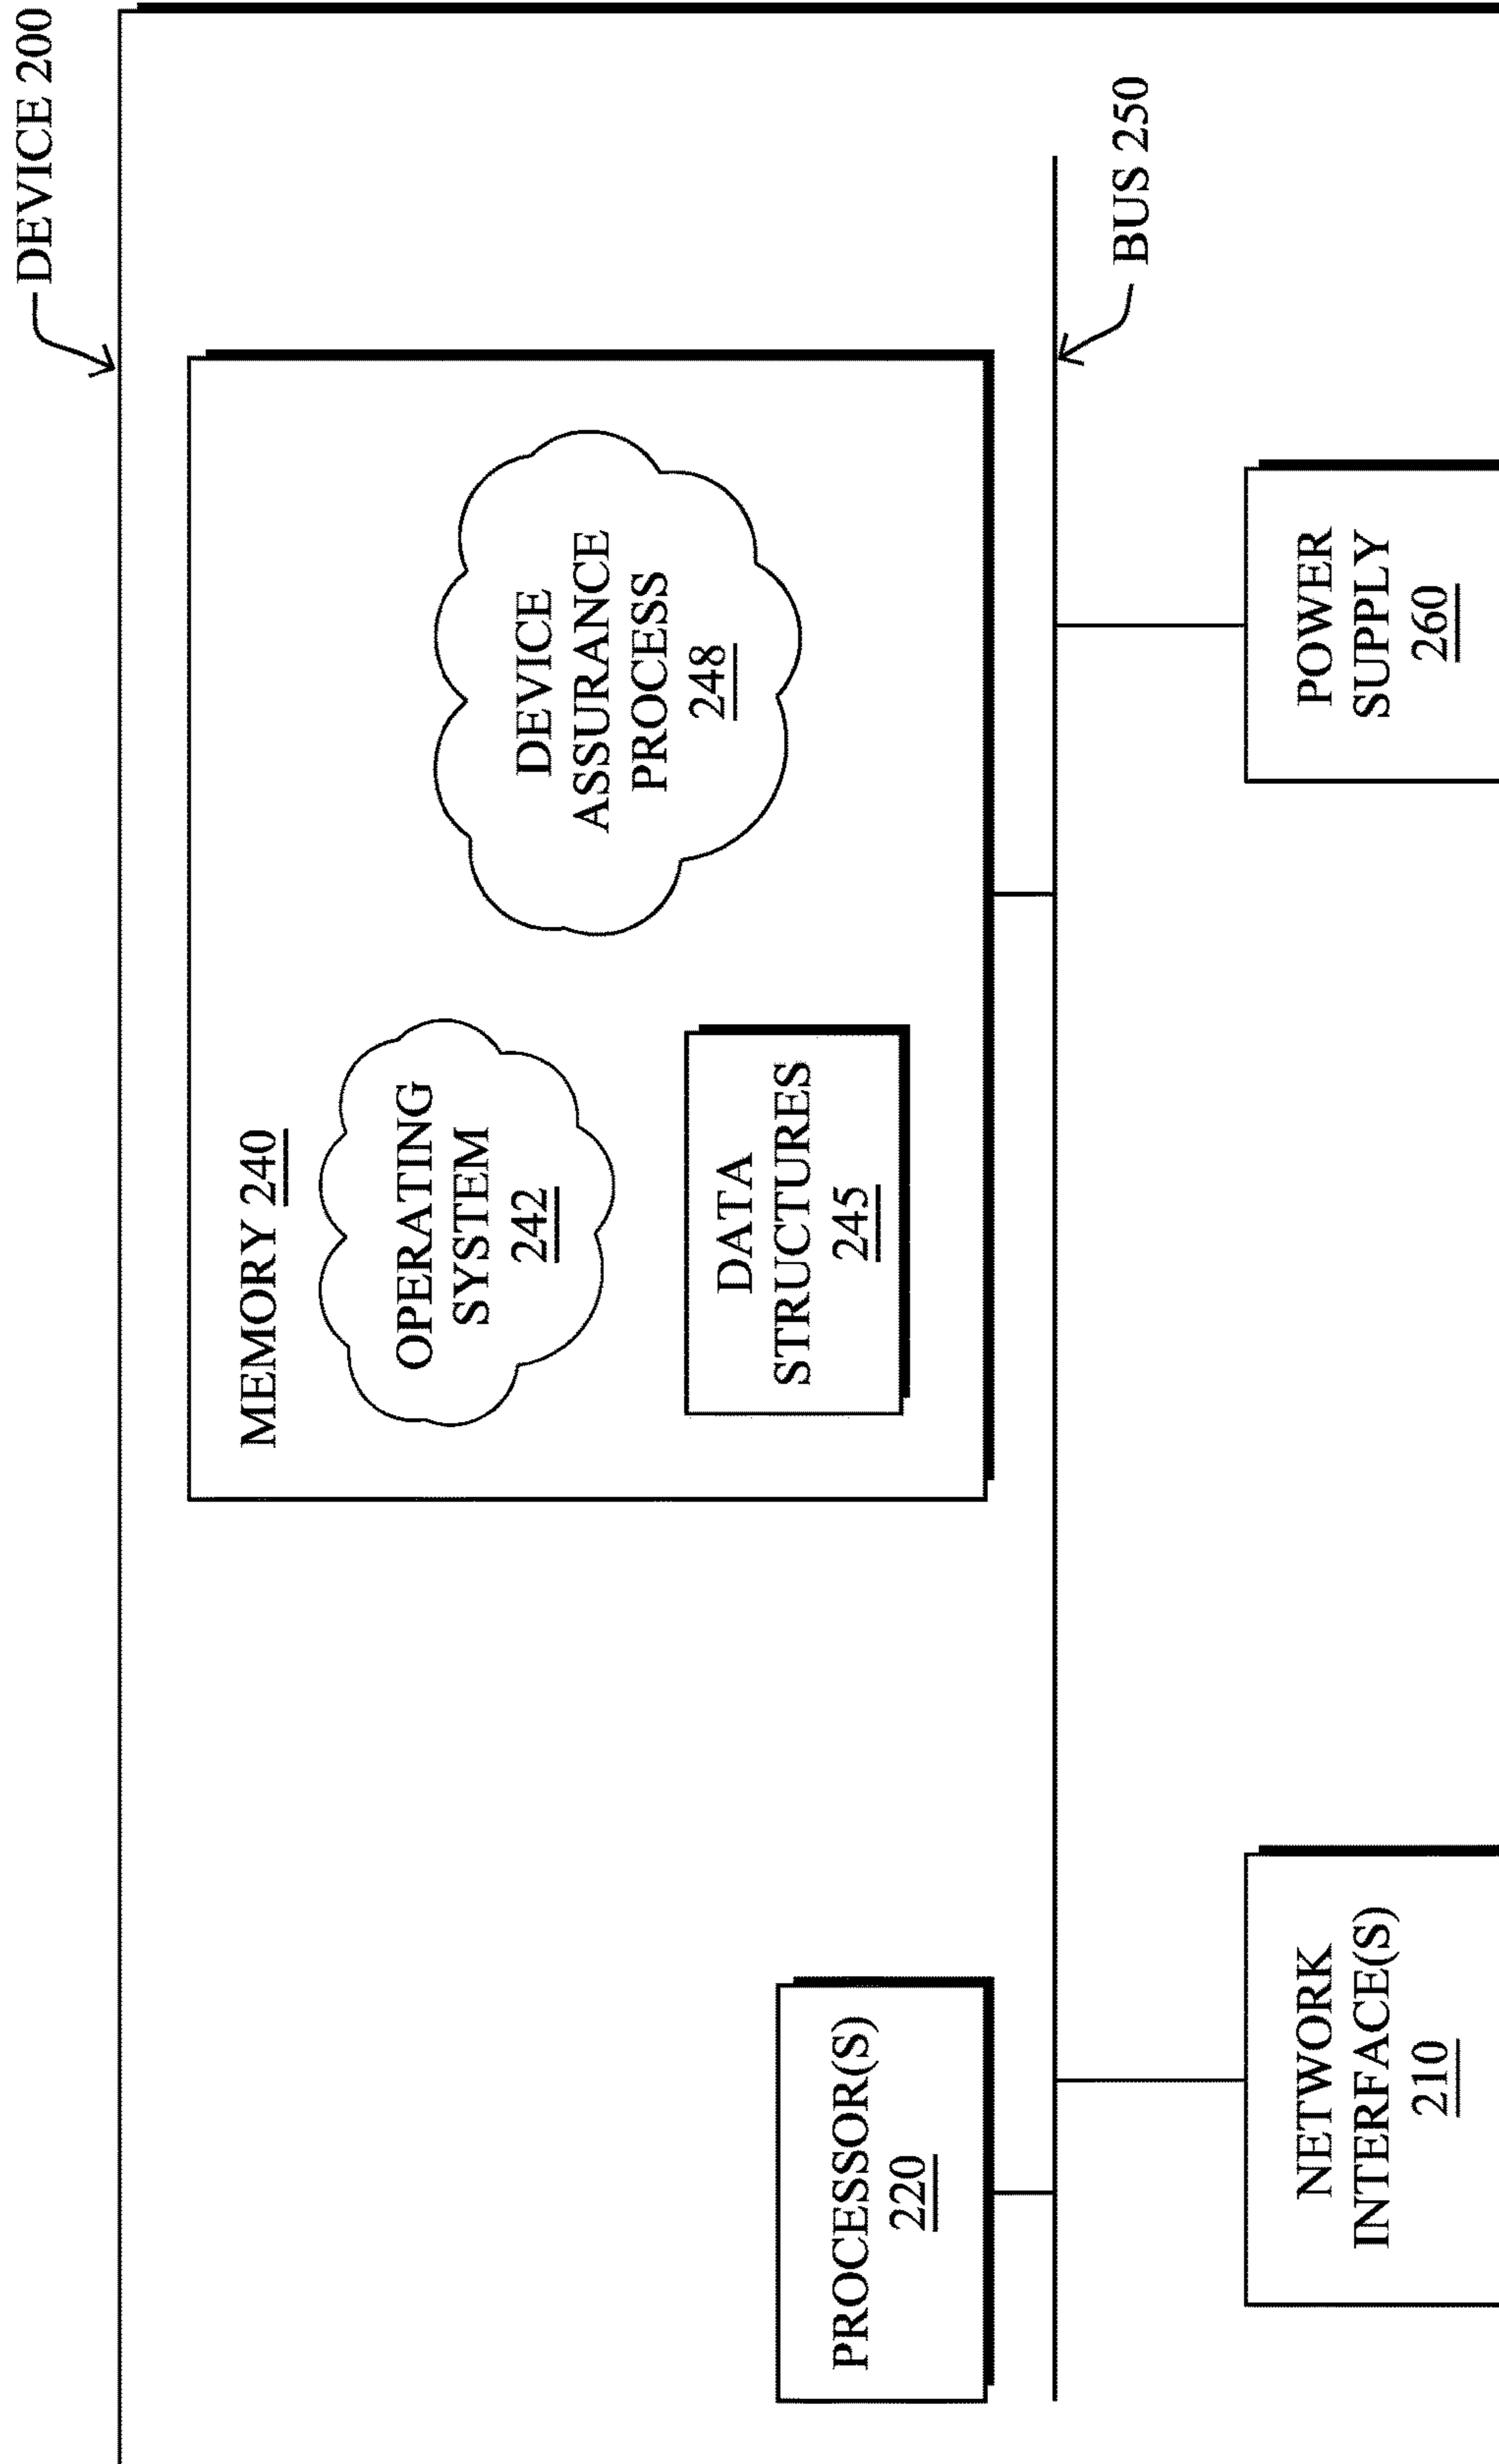 DEVICE 200
MEMORY 240
OPERATING
SYSTEM
242
DATA
STRUCTURES
245
DEVICE
ASSURANCE
PROCESS
248
PROCESSOR(S)
220
BUS 250
NETWORK
INTERFACE(S)
210
POWER
SUPPLY
260